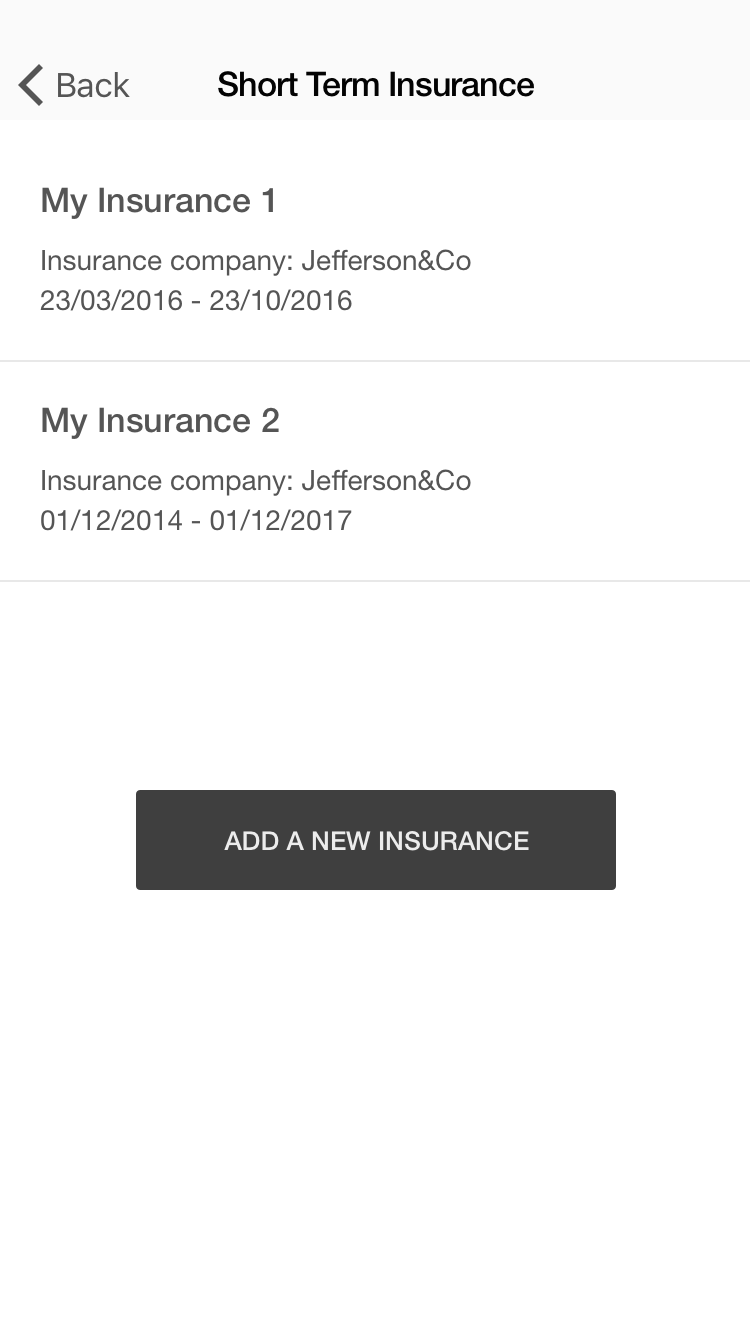 Back
Short Term Insurance
My Insurance 1
Insurance company: Jefferson&Co
23/03/2016 - 23/10/2016
My Insurance 2
Insurance company: Jefferson&Co
01/12/2014 - 01/12/2017
ADD A NEW INSURANCE